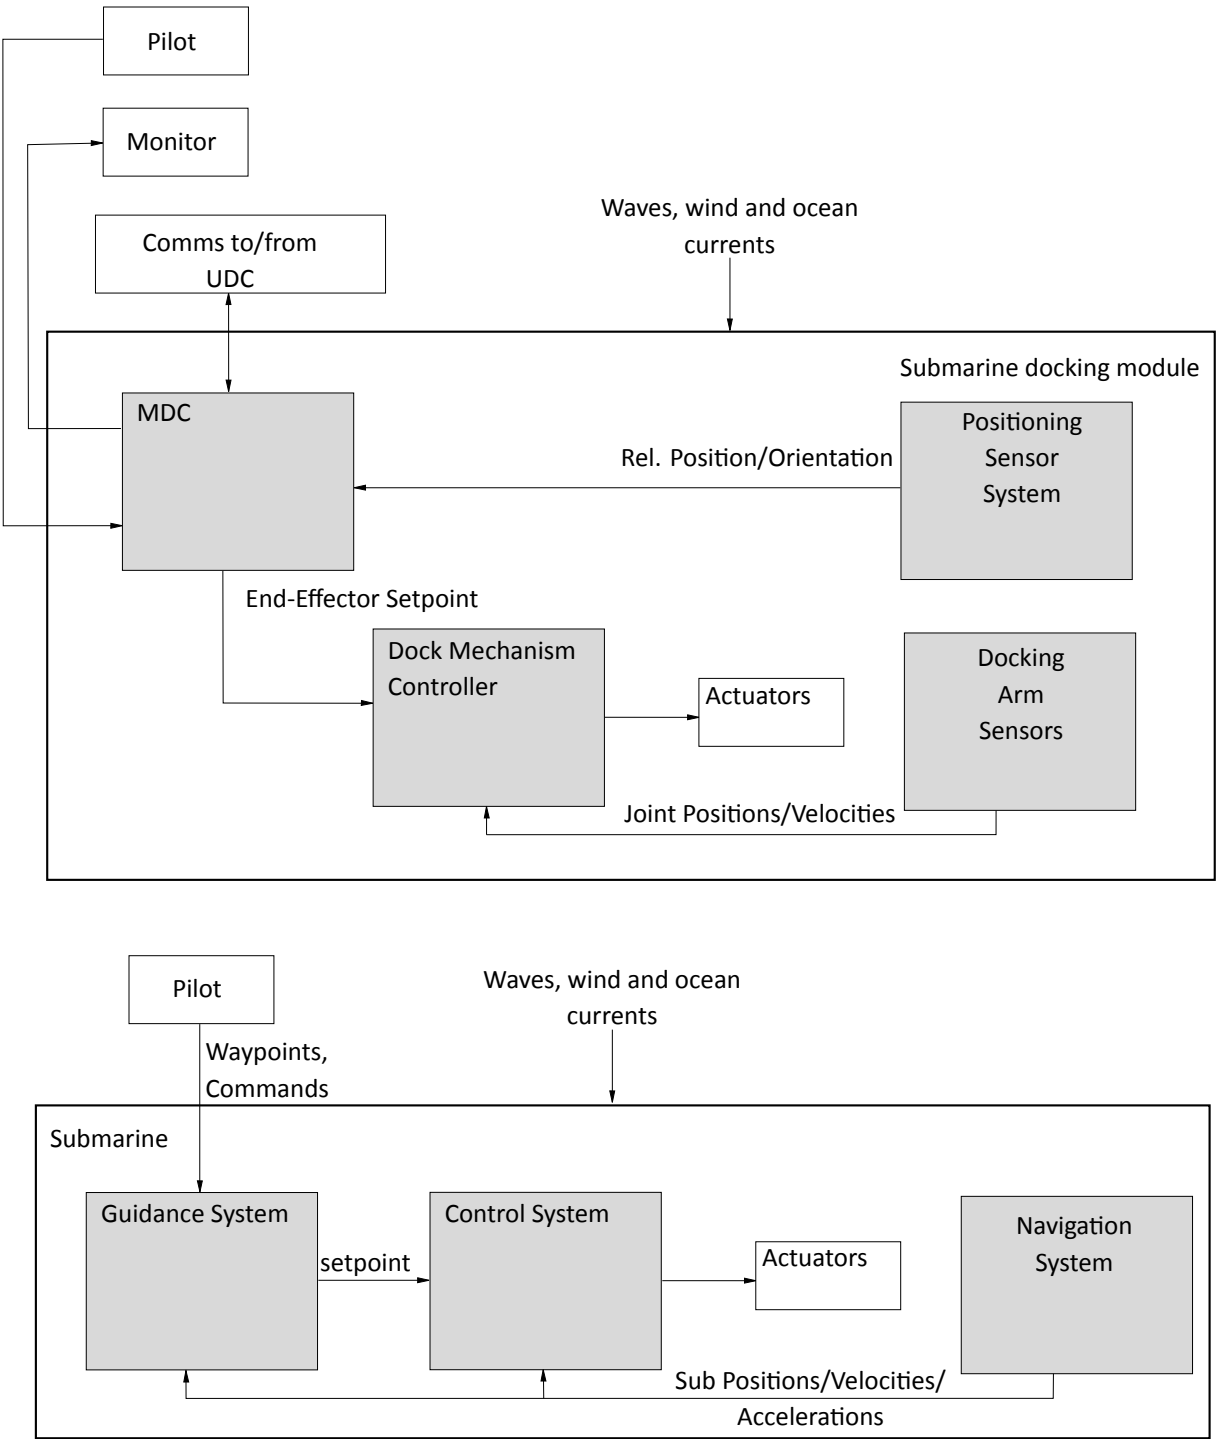 Pilot
Monitor
Comms to/from
UDC
Waves, wind and ocean
currents
Submarine docking module
MDC
Positioning
Sensor
System
Rel. Position/Orientation
End-Effector Setpoint
Dock Mechanism
Controller
Actuators
Docking
Arm
Sensors
Joint Positions/Velocities
Pilot
Waves, wind and ocean
currents
Waypoints,
Commands
Submarine
Guidance System
setpoint
Control System
Actuators
Navigation
System
Sub Positions/Velocities/
Accelerations